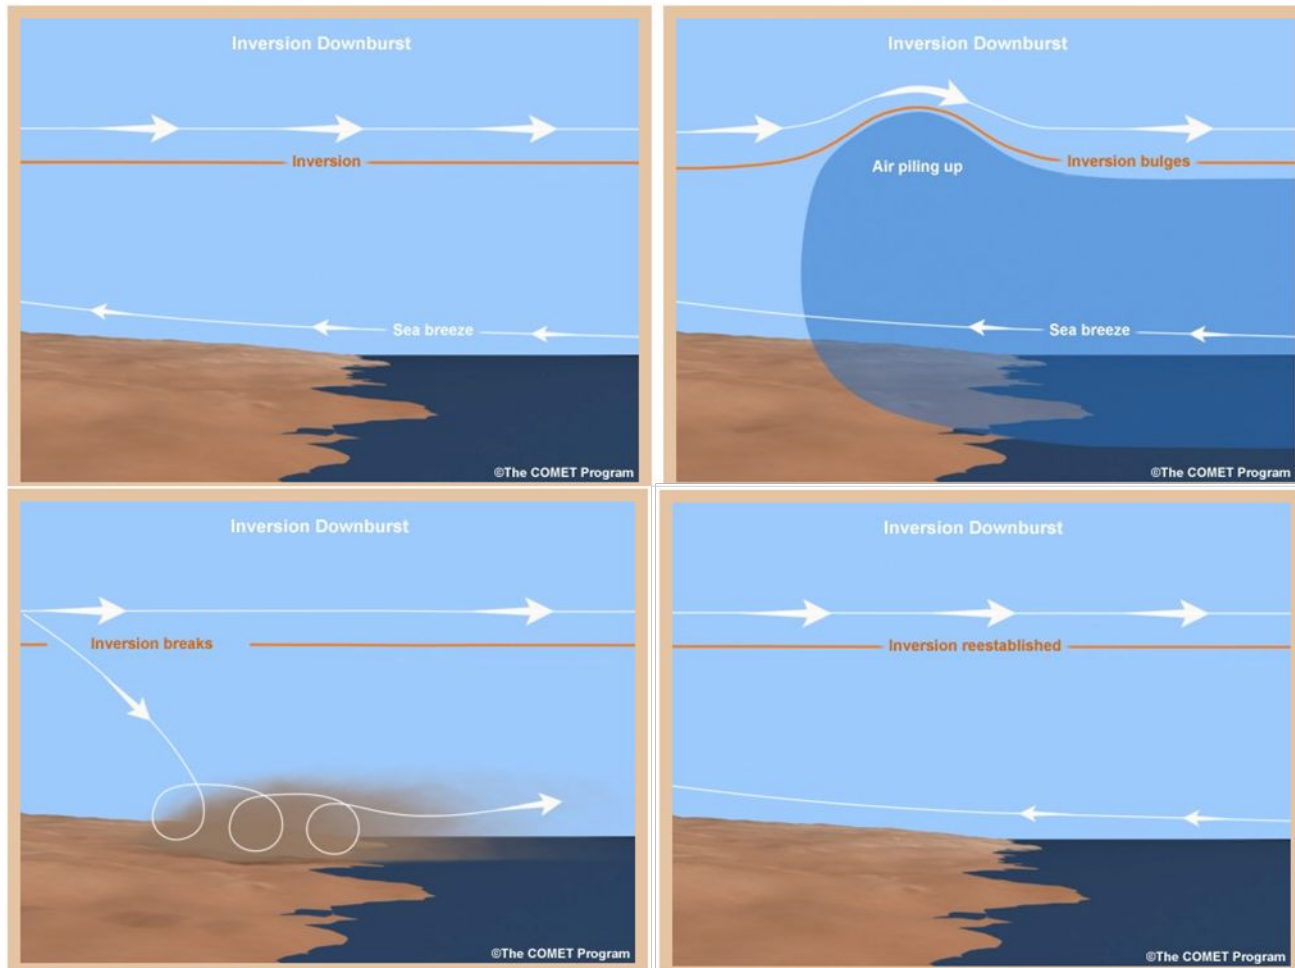 Inversion Downburst
Inversion
Sea breeze
©The COMET Program
Inversion Downburst
Air piling up
Inversion bulges
Sea breeze
©The COMET Program
Inversion Downburst
Inversion breaks
©The COMET Program
Inversion Downburst
Inversion reestablished
©The COMET Program